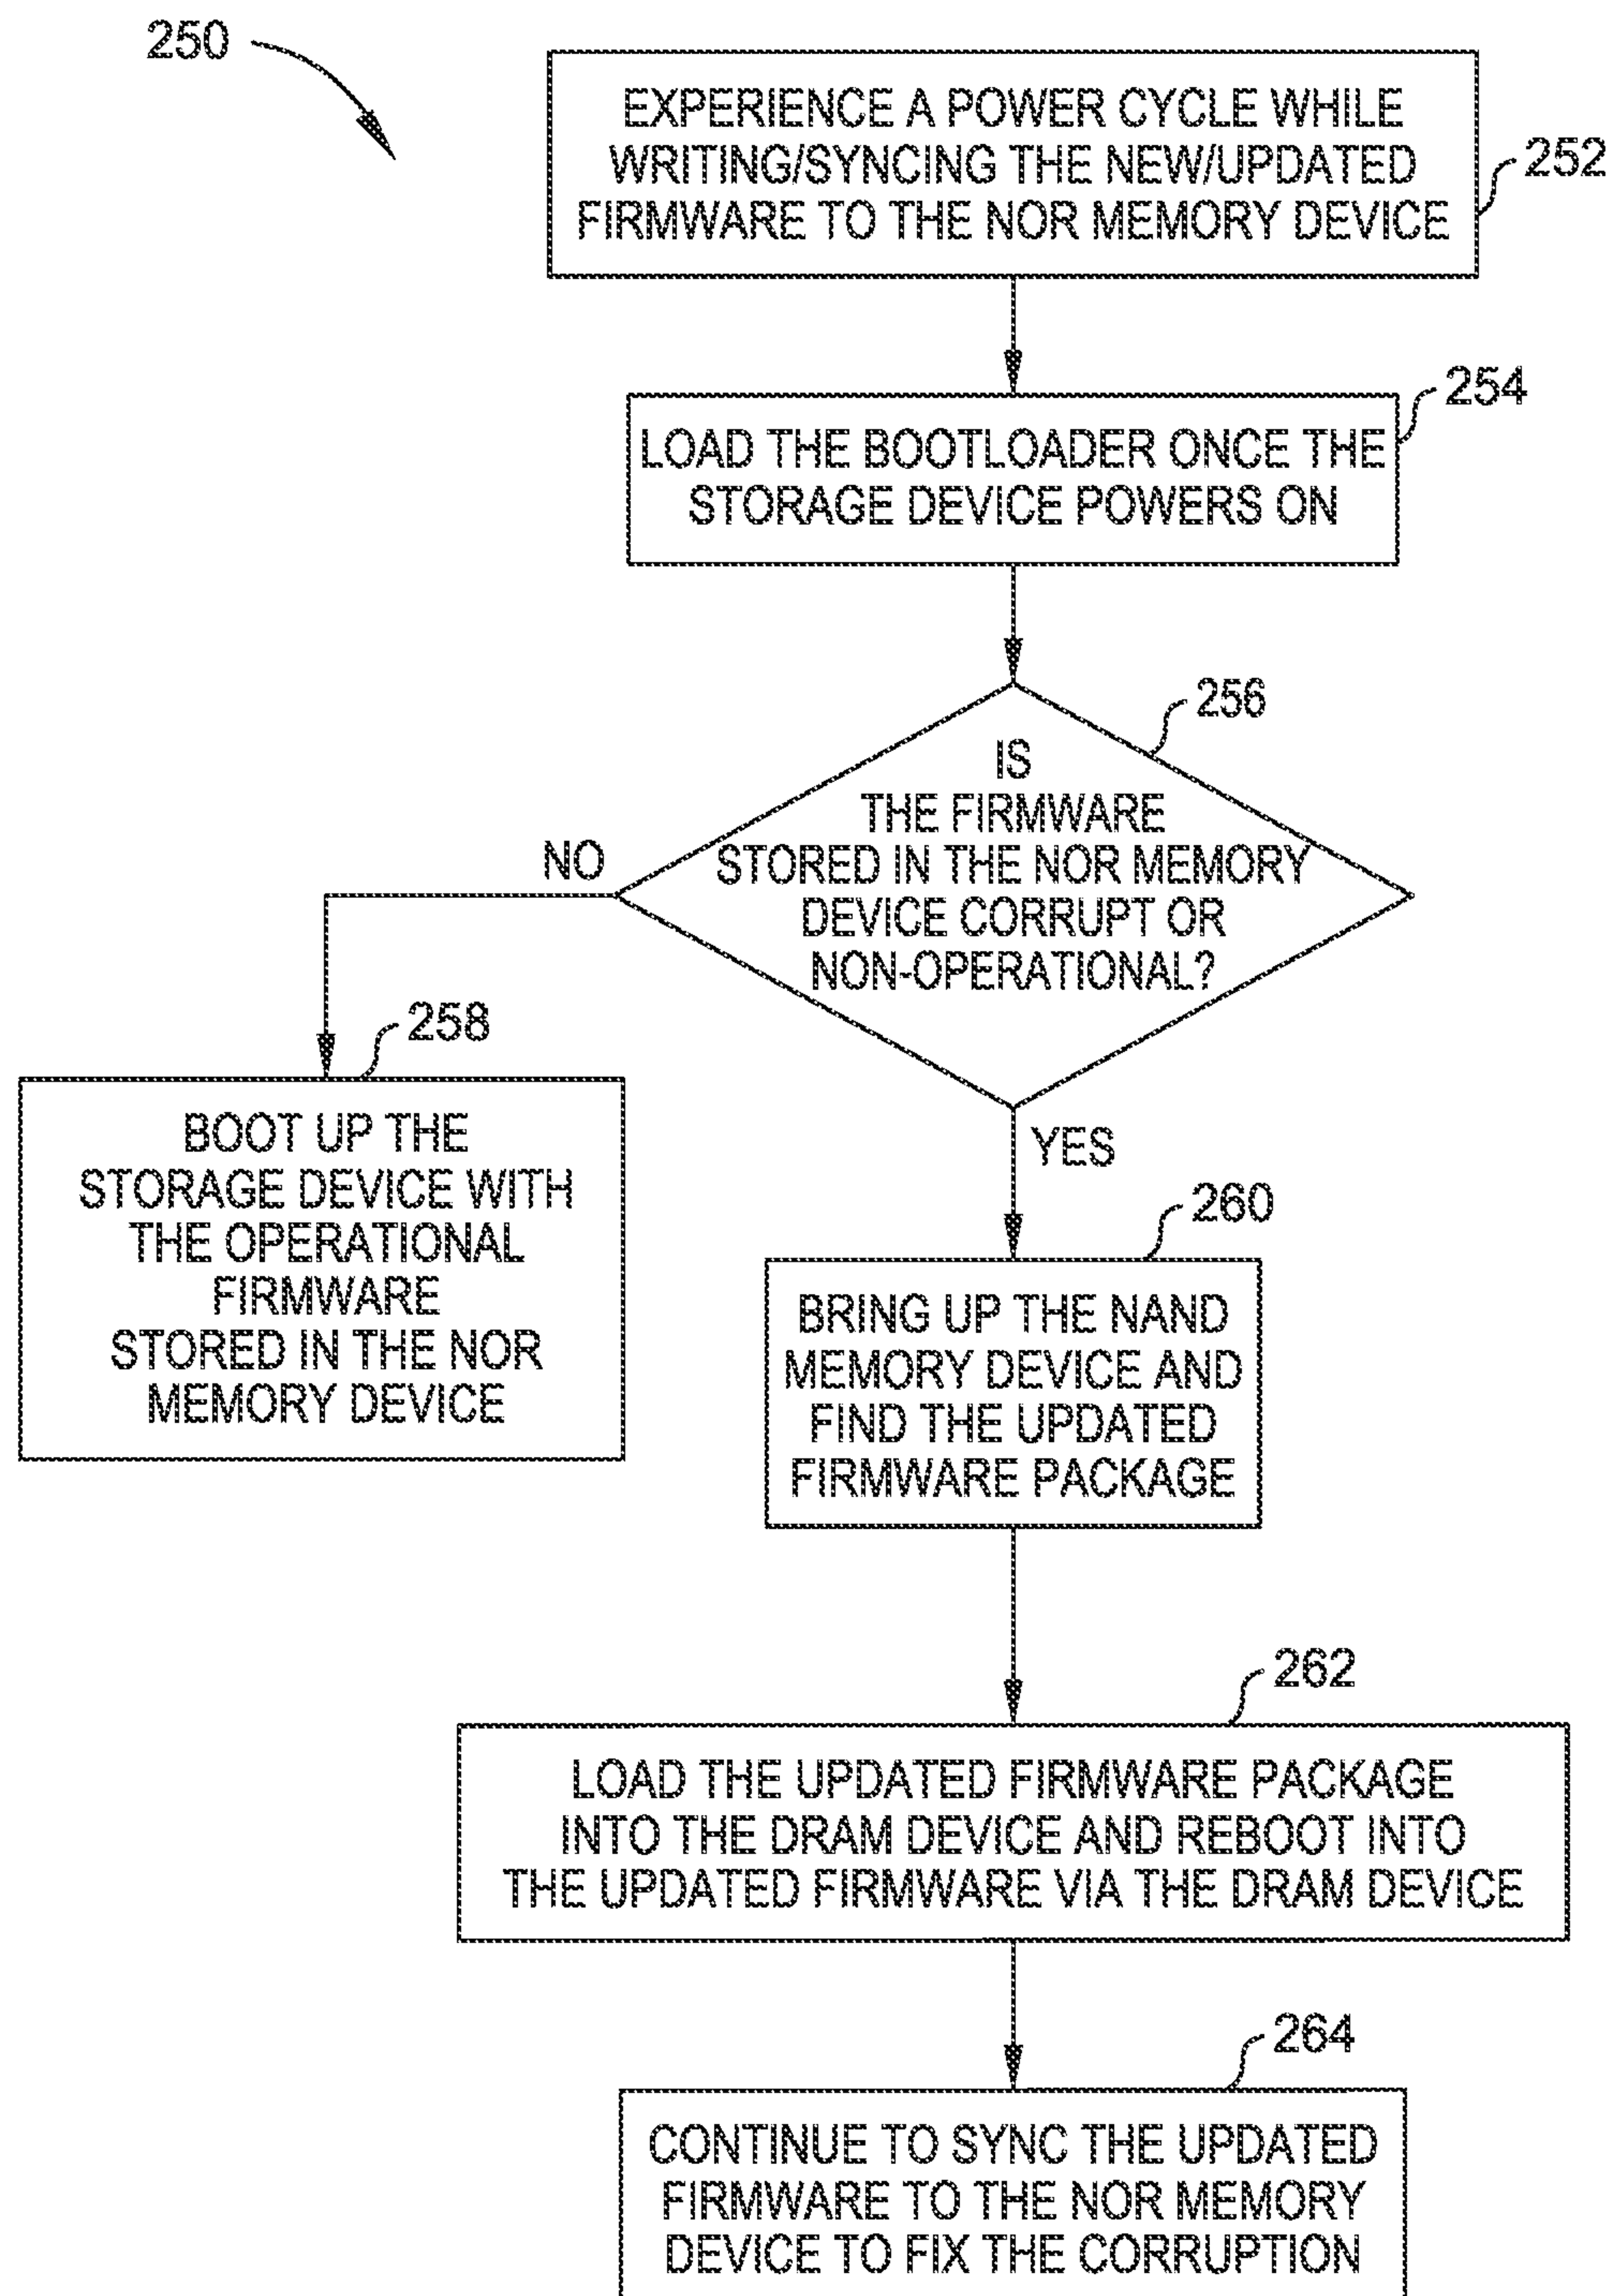 250
EXPERIENCE A POWER CYCLE WHILE
WRITING/SYNCING THE NEW/UPDATED
FIRMWARE TO THE NOR MEMORY DEVICE
252
LOAD THE BOOTLOADER ONCE THE
STORAGE DEVICE POWERS ON
254
IS
THE FIRMWARE
STORED IN THE NOR MEMORY
DEVICE CORRUPT OR
NON-OPERATIONAL?
256
NO
258
BOOT UP THE
STORAGE DEVICE WITH
THE OPERATIONAL
FIRMWARE
STORED IN THE NOR
MEMORY DEVICE
YES
260
BRING UP THE NAND
MEMORY DEVICE AND
FIND THE UPDATED
FIRMWARE PACKAGE
262
LOAD THE UPDATED FIRMWARE PACKAGE
INTO THE DRAM DEVICE AND REBOOT INTO
THE UPDATED FIRMWARE VIA THE DRAM DEVICE
264
CONTINUE TO SYNC THE UPDATED
FIRMWARE TO THE NOR MEMORY
DEVICE TO FIX THE CORRUPTION